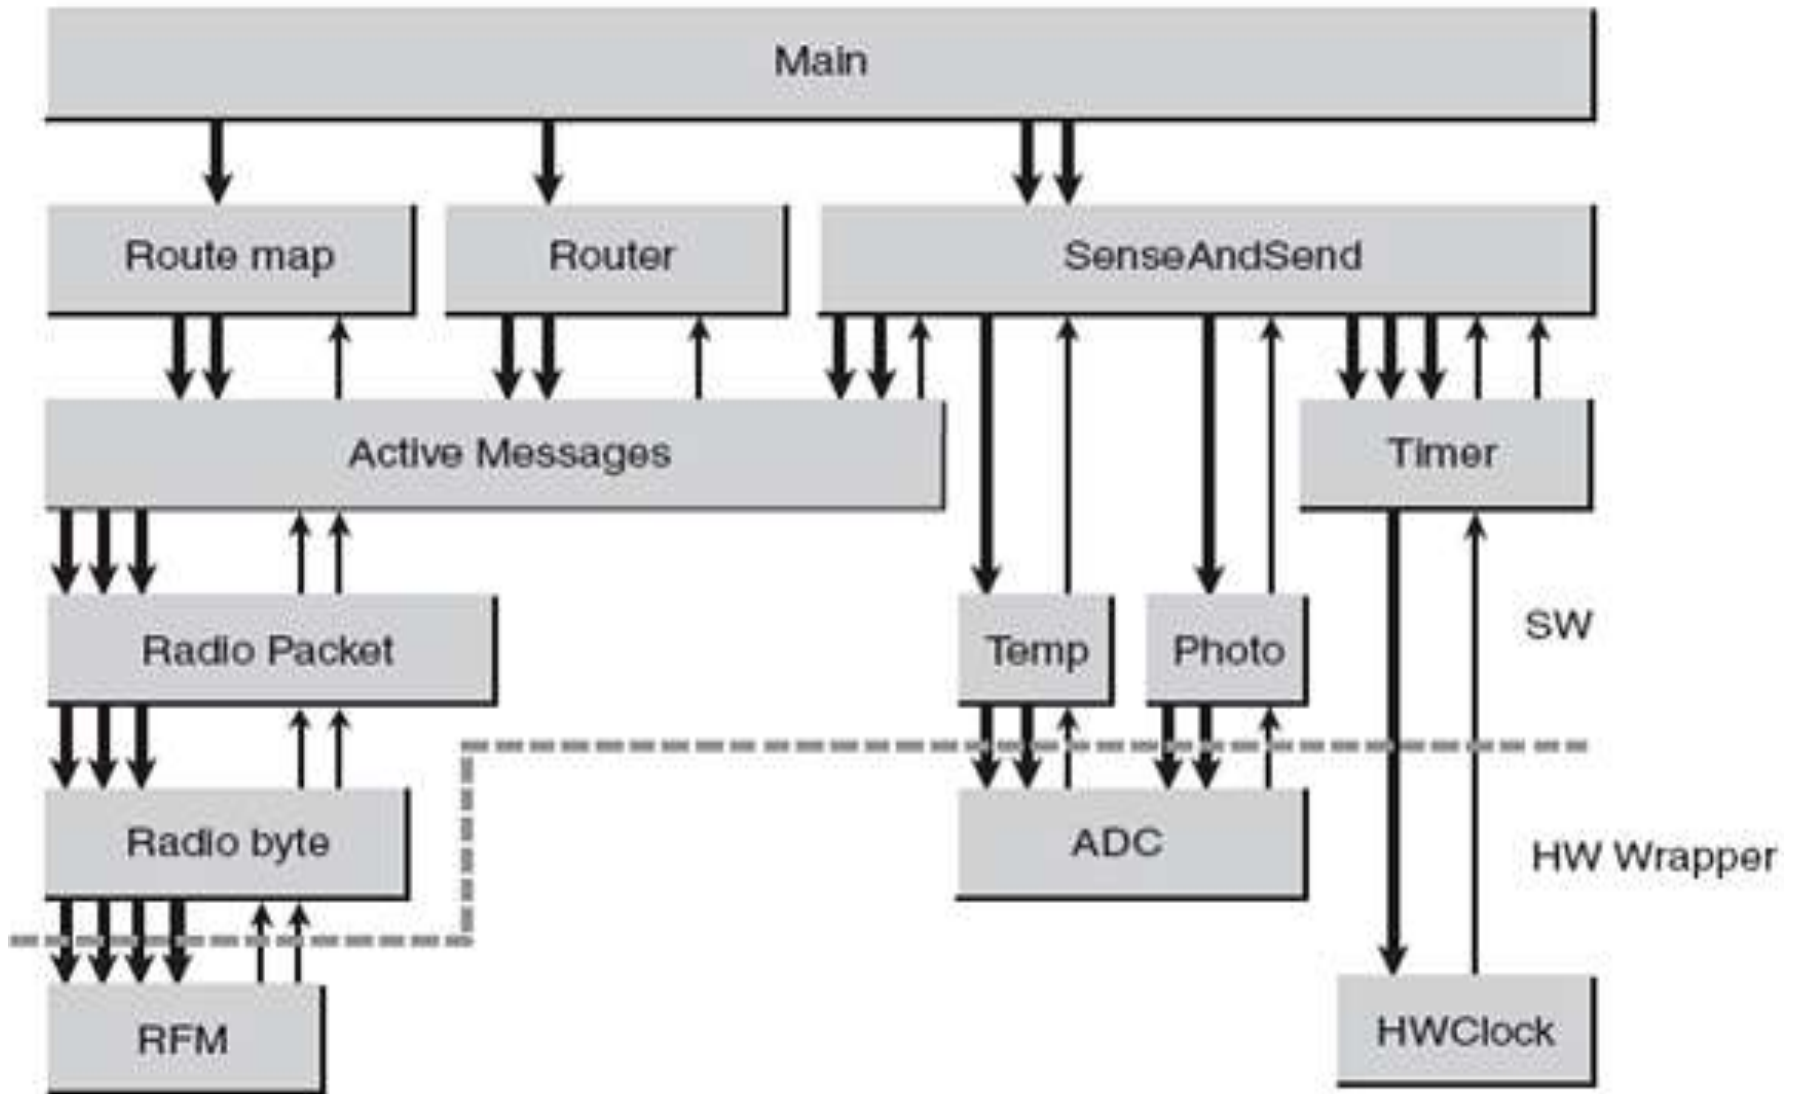 Main
Route map
Router
SenseAndSend
Active Messages
Timer
Radio Packet
Temp
Photo
SW
Radio byte
ADC
HW Wrapper
RFM
HWClock